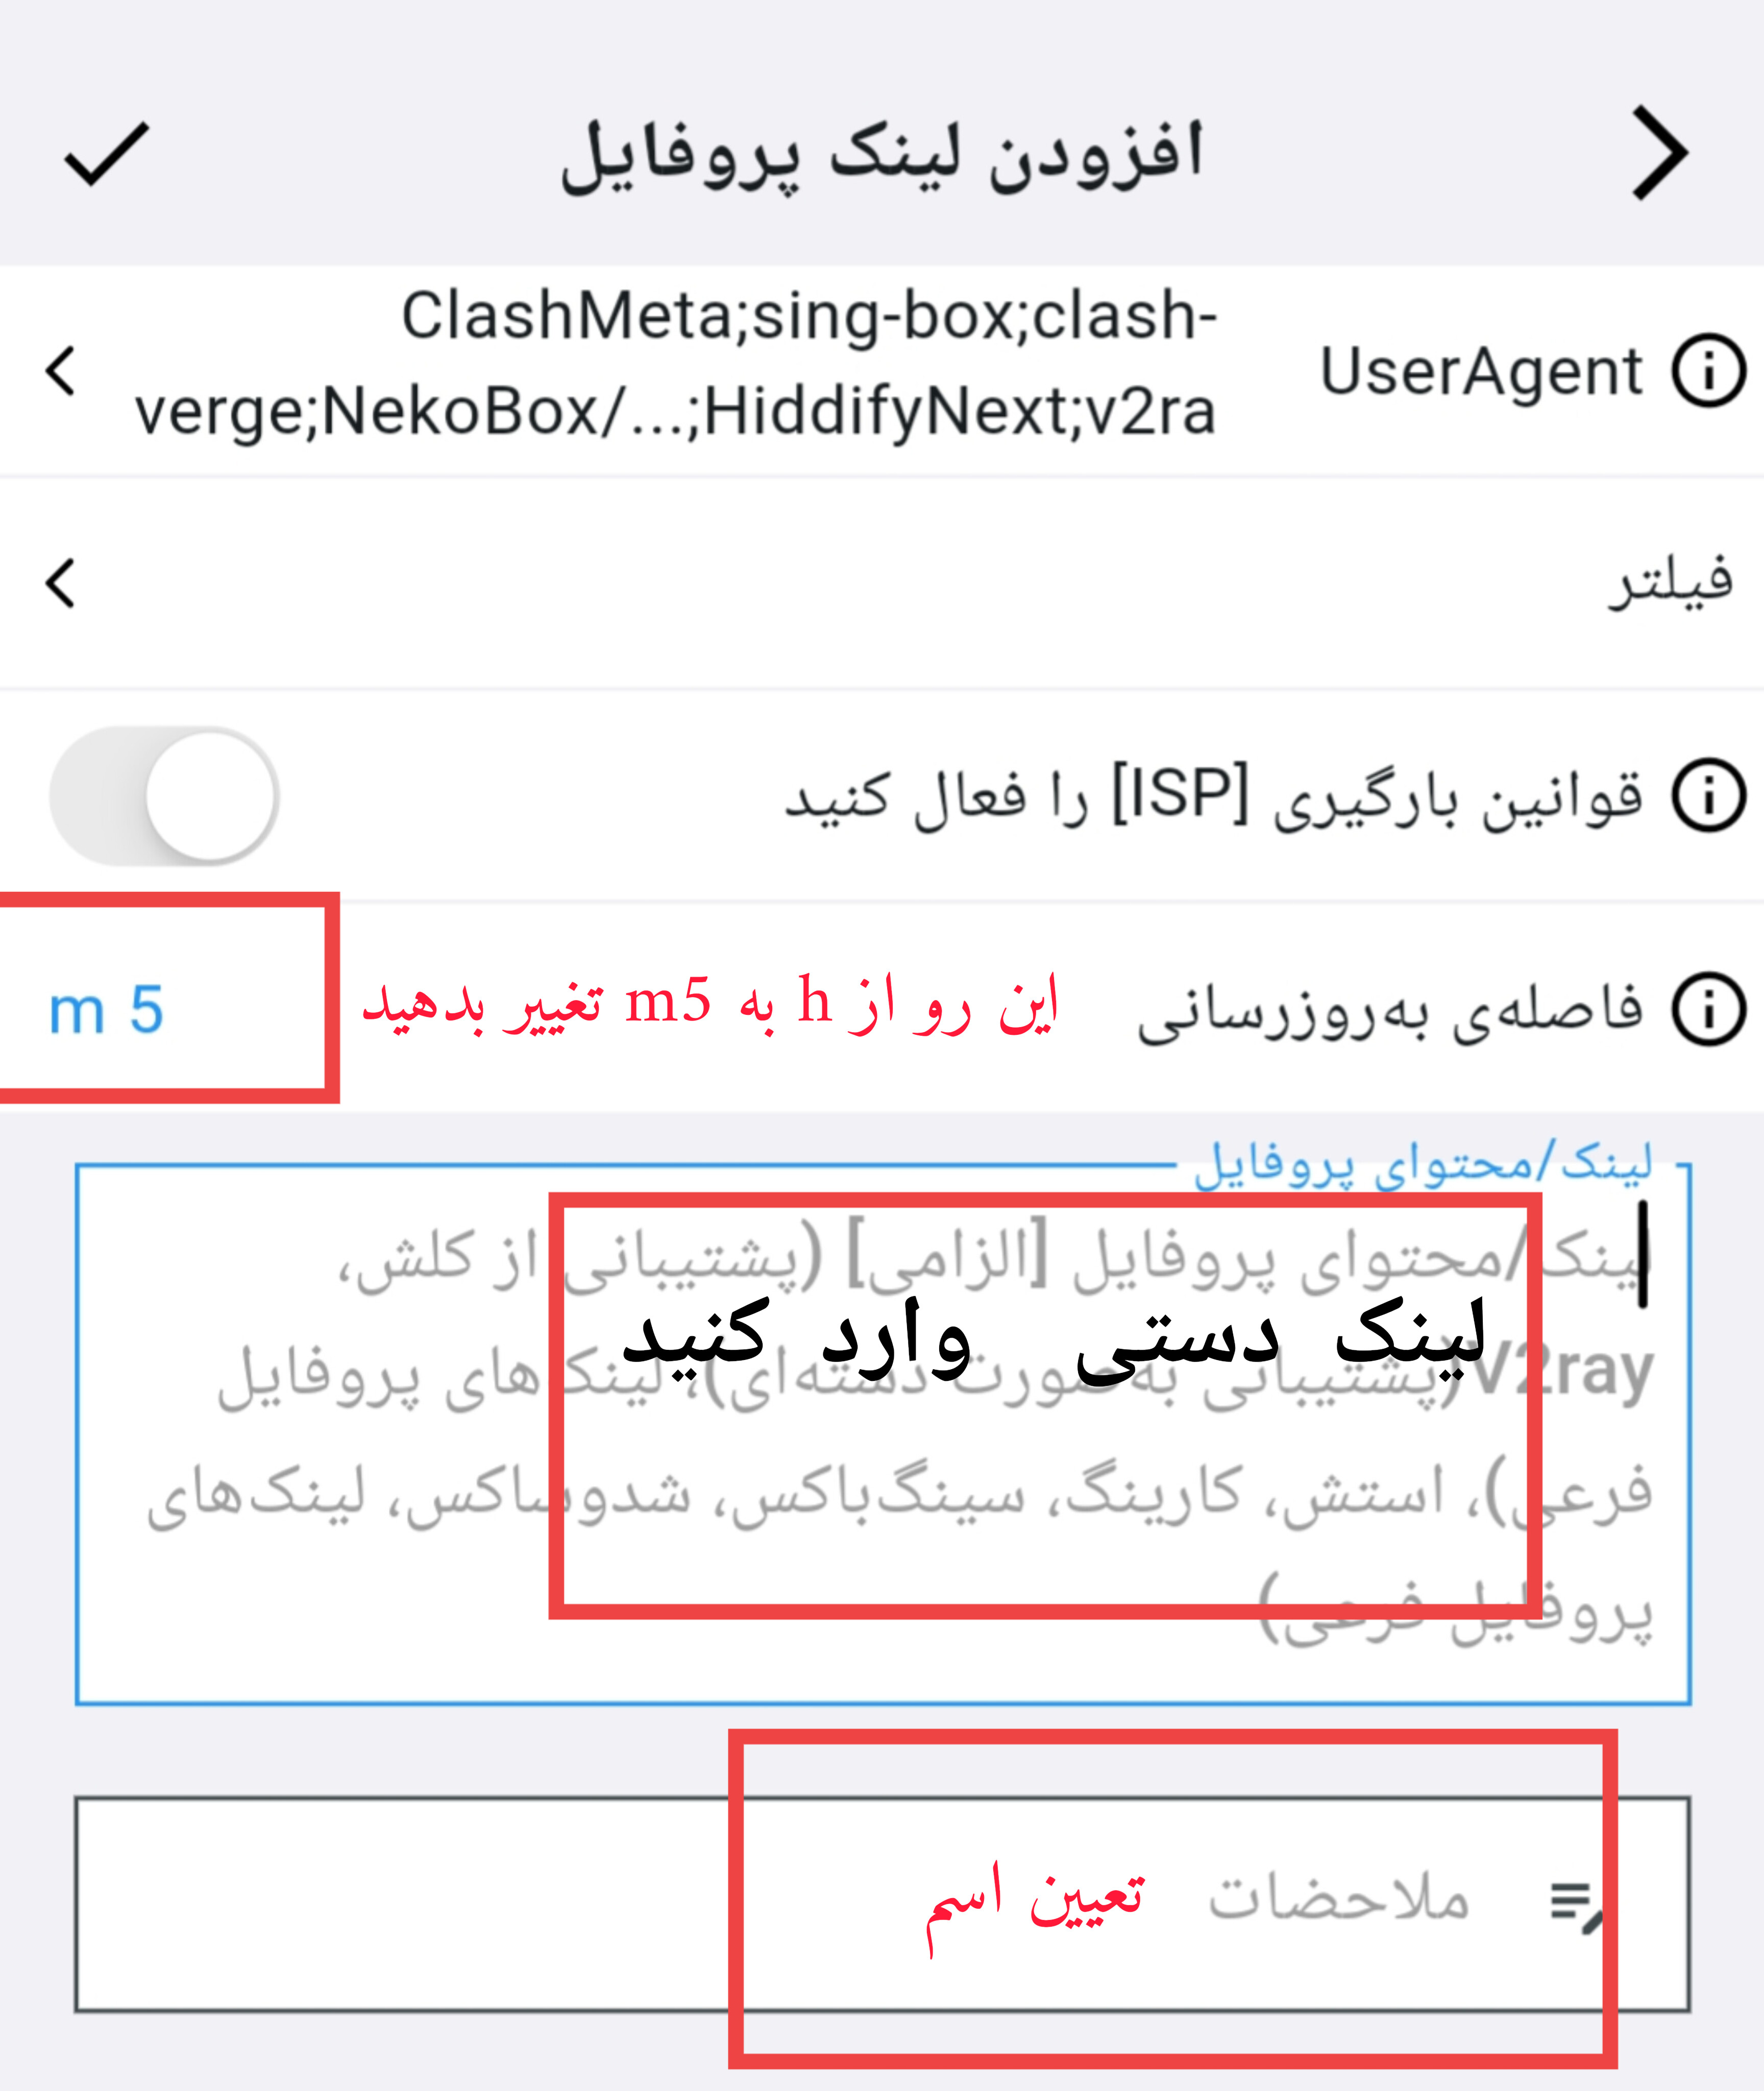 افزودن لینک پروفایل
UserAgent
ClashMeta;sing-box;clash-
verge;NekoBox/...;HiddifyNext;v2ra
فیلتر
قوانین بارگیری [ISP] را فعال کنید
فاصله‌ی به‌روزرسانی این رو از h به m5 تغییر بدهید m 5
لینک/محتوای پروفایل
لینک/محتوای پروفایل [الزامی] (پشتیبانی از کلش،
لینک دستی وارد کنید
V2ray(پشتیبانی به‌صورت دسته‌ای)، لینک‌های پروفایل
فرعی)، استش، کارینگ، سینگ‌باکس، شدوساکس، لینک‌های
پروفایل فرعی)
ملاحضات تعیین اسم